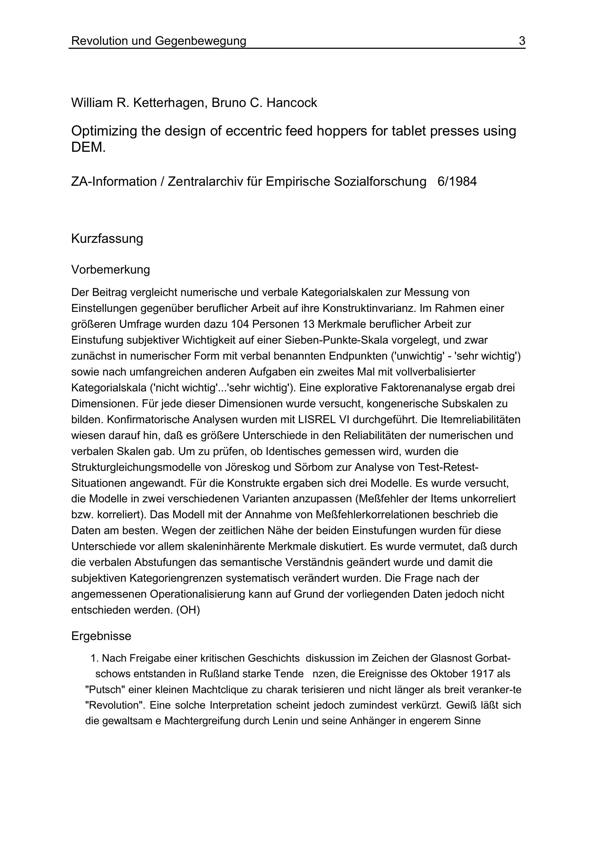 Revolution und Gegenbewegung 3
William R. Ketterhagen, Bruno C. Hancock
Optimizing the design of eccentric feed hoppers for tablet presses using
DEM.
ZA-Information / Zentralarchiv für Empirische Sozialforschung 6/1984
Kurzfassung
Vorbemerkung
Der Beitrag vergleicht numerische und verbale Kategorialskalen zur Messung von
Einstellungen gegenüber beruflicher Arbeit auf ihre Konstruktinvarianz. Im Rahmen einer
größeren Umfrage wurden dazu 104 Personen 13 Merkmale beruflicher Arbeit zur
Einstufung subjektiver Wichtigkeit auf einer Sieben-Punkte-Skala vorgelegt, und zwar
zunächst in numerischer Form mit verbal benannten Endpunkten ('unwichtig' - 'sehr wichtig')
sowie nach umfangreichen anderen Aufgaben ein zweites Mal mit vollverbalisierter
Kategorialskala ('nicht wichtig'...'sehr wichtig'). Eine explorative Faktorenanalyse ergab drei
Dimensionen. Für jede dieser Dimensionen wurde versucht, kongenerische Subskalen zu
bilden. Konfirmatorische Analysen wurden mit LISREL VI durchgeführt. Die Itemreliabilitäten
wiesen darauf hin, daß es größere Unterschiede in den Reliabilitäten der numerischen und
verbalen Skalen gab. Um zu prüfen, ob Identisches gemessen wird, wurden die
Strukturgleichungsmodelle von Jöreskog und Sörbom zur Analyse von Test-Retest-
Situationen angewandt. Für die Konstrukte ergaben sich drei Modelle. Es wurde versucht,
die Modelle in zwei verschiedenen Varianten anzupassen (Meßfehler der Items unkorreliert
bzw. korreliert). Das Modell mit der Annahme von Meßfehlerkorrelationen beschrieb die
Daten am besten. Wegen der zeitlichen Nähe der beiden Einstufungen wurden für diese
Unterschiede vor allem skaleninhärente Merkmale diskutiert. Es wurde vermutet, daß durch
die verbalen Abstufungen das semantische Verständnis geändert wurde und damit die
subjektiven Kategoriengrenzen systematisch verändert wurden. Die Frage nach der
angemessenen Operationalisierung kann auf Grund der vorliegenden Daten jedoch nicht
entschieden werden. (OH)
Ergebnisse
1. Nach Freigabe einer kritischen Geschichts diskussion im Zeichen der Glasnost Gorbat-
schows entstanden in Rußland starke Tende nzen, die Ereignisse des Oktober 1917 als
"Putsch" einer kleinen Machtclique zu charak terisieren und nicht länger als breit veranker-te
"Revolution". Eine solche Interpretation scheint jedoch zumindest verkürzt. Gewiß läßt sich
die gewaltsam e Machtergreifung durch Lenin und seine Anhänger in engerem Sinne